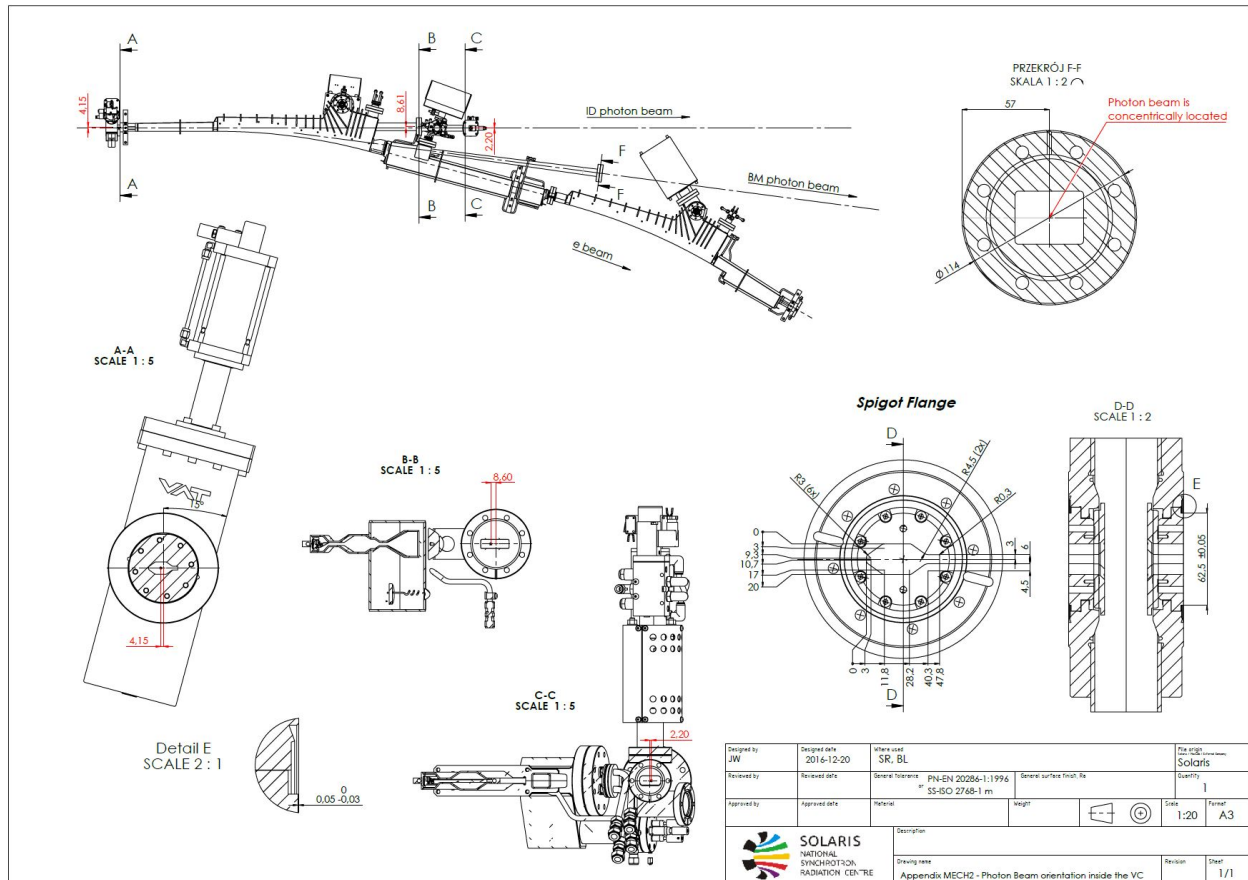 A
B
C
4,15
8,61
2,20
ID photon beam
F
F
BM photon beam
A
B
C
e beam
PRZEKRÓJ F-F
SKALA 1 : 2
57
Photon beam is
concentrically located
Φ114
A-A
SCALE 1 : 5
VAT
15°
4,15
B-B
SCALE 1 : 5
8,60
C-C
SCALE 1 : 5
2,20
Detail E
SCALE 2 : 1
0
0,05 -0,03
Spigot Flange
D
R3 (6x)
R4,5 (2x)
R0,3
0
3
9,3
10,7
17
20
3
6
4,5
0
3
11,8
28,2
40,3
47,8
D
D-D
SCALE 1 : 2
E
62,5 ±0,05
Designed by
JW
Designed date
2016-12-20
Where used
SR, BL
File origin
Solaris
Reviewed by
Reviewed date
General tolerance PN-EN 20286-1:1996
or SS-ISO 2768-1 m
General surface finish, Ra
Quantity
1
Approved by
Approved date
Material
Weight
Scale
1:20
Format
A3
SOLARIS
NATIONAL
SYNCHROTRON
RADIATION CENTRE
Description
Drawing name
Appendix MECH2 - Photon Beam orientation inside the VC
Revision
Sheet
1/1